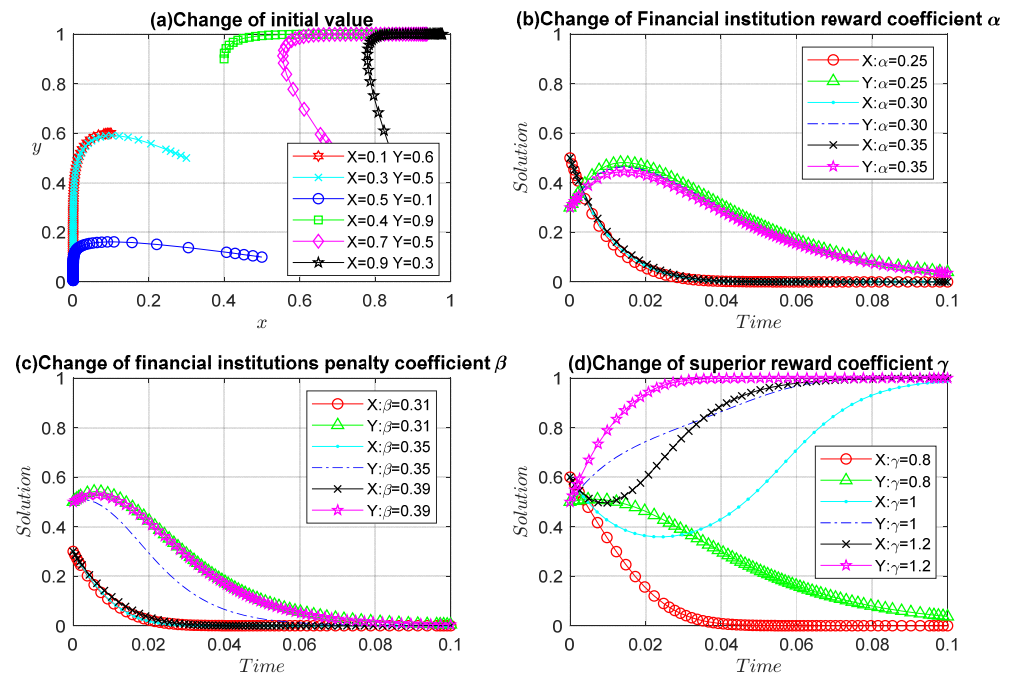 (a)Change of initial value
1
0.8
0.6
y
0.4
0.2
0
0
0.2
0.4
0.6
0.8
1
x
X=0.1 Y=0.6
X=0.3 Y=0.5
X=0.5 Y=0.1
X=0.4 Y=0.9
X=0.7 Y=0.5
X=0.9 Y=0.3
(b)Change of Financial institution reward coefficient α
1
0.8
0.6
0.4
0.2
0
Solution
0
0.02
0.04
0.06
0.08
0.1
Time
X:α=0.25
Y:α=0.25
X:α=0.30
Y:α=0.30
X:α=0.35
Y:α=0.35
(c)Change of financial institutions penalty coefficient β
1
0.8
0.6
0.4
0.2
0
Solution
0
0.02
0.04
0.06
0.08
0.1
Time
X:β=0.31
Y:β=0.31
X:β=0.35
Y:β=0.35
X:β=0.39
Y:β=0.39
(d)Change of superior reward coefficient γ
1
0.8
0.6
0.4
0.2
0
Solution
0
0.02
0.04
0.06
0.08
0.1
Time
X:γ=0.8
Y:γ=0.8
X:γ=1
Y:γ=1
X:γ=1.2
Y:γ=1.2